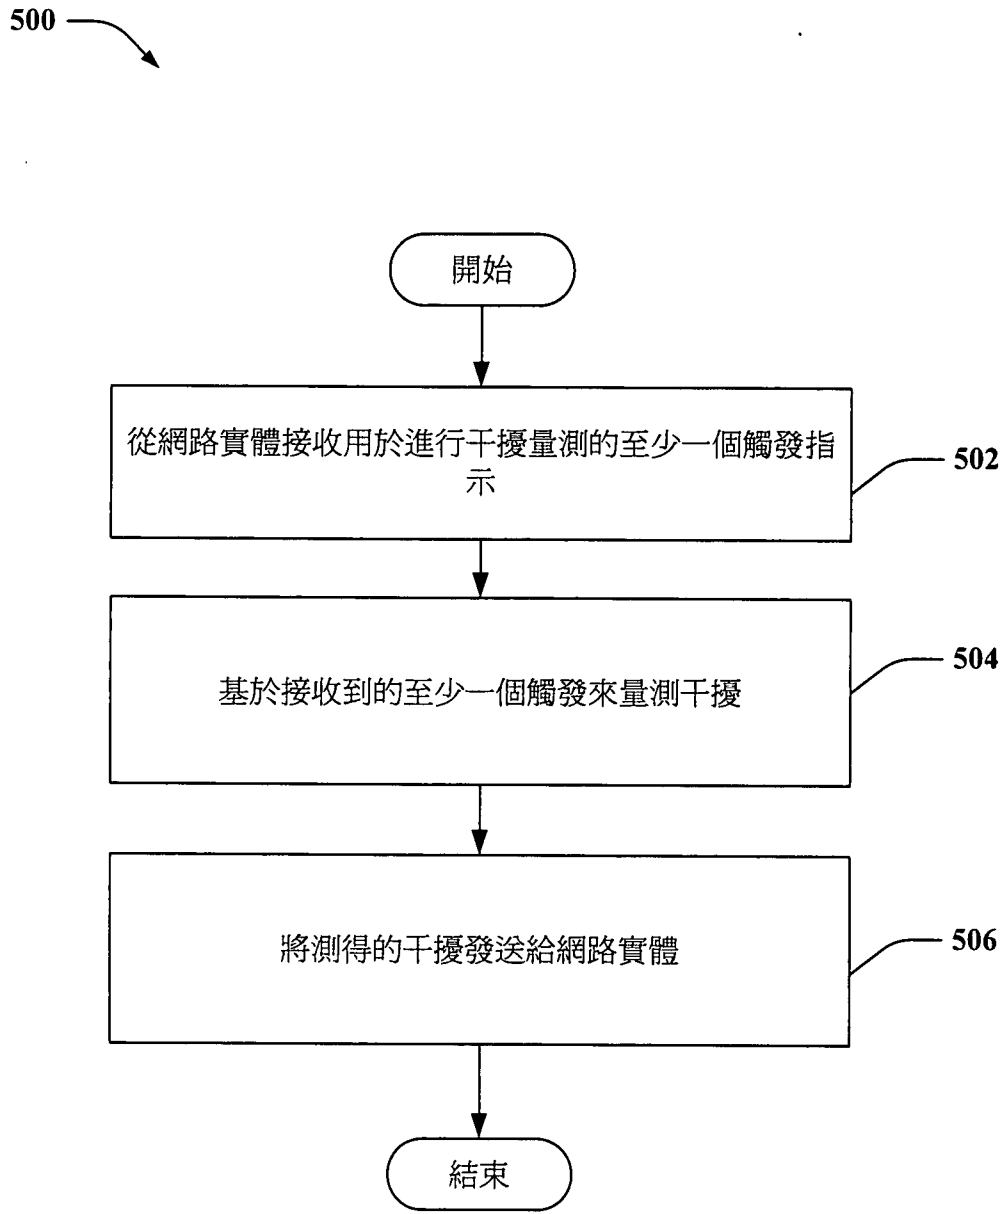 500
開始
從網路實體接收用於進行干擾量測的至少一個觸發指
示
502
基於接收到的至少一個觸發來量測干擾
504
將測得的干擾發送給網路實體
506
結束